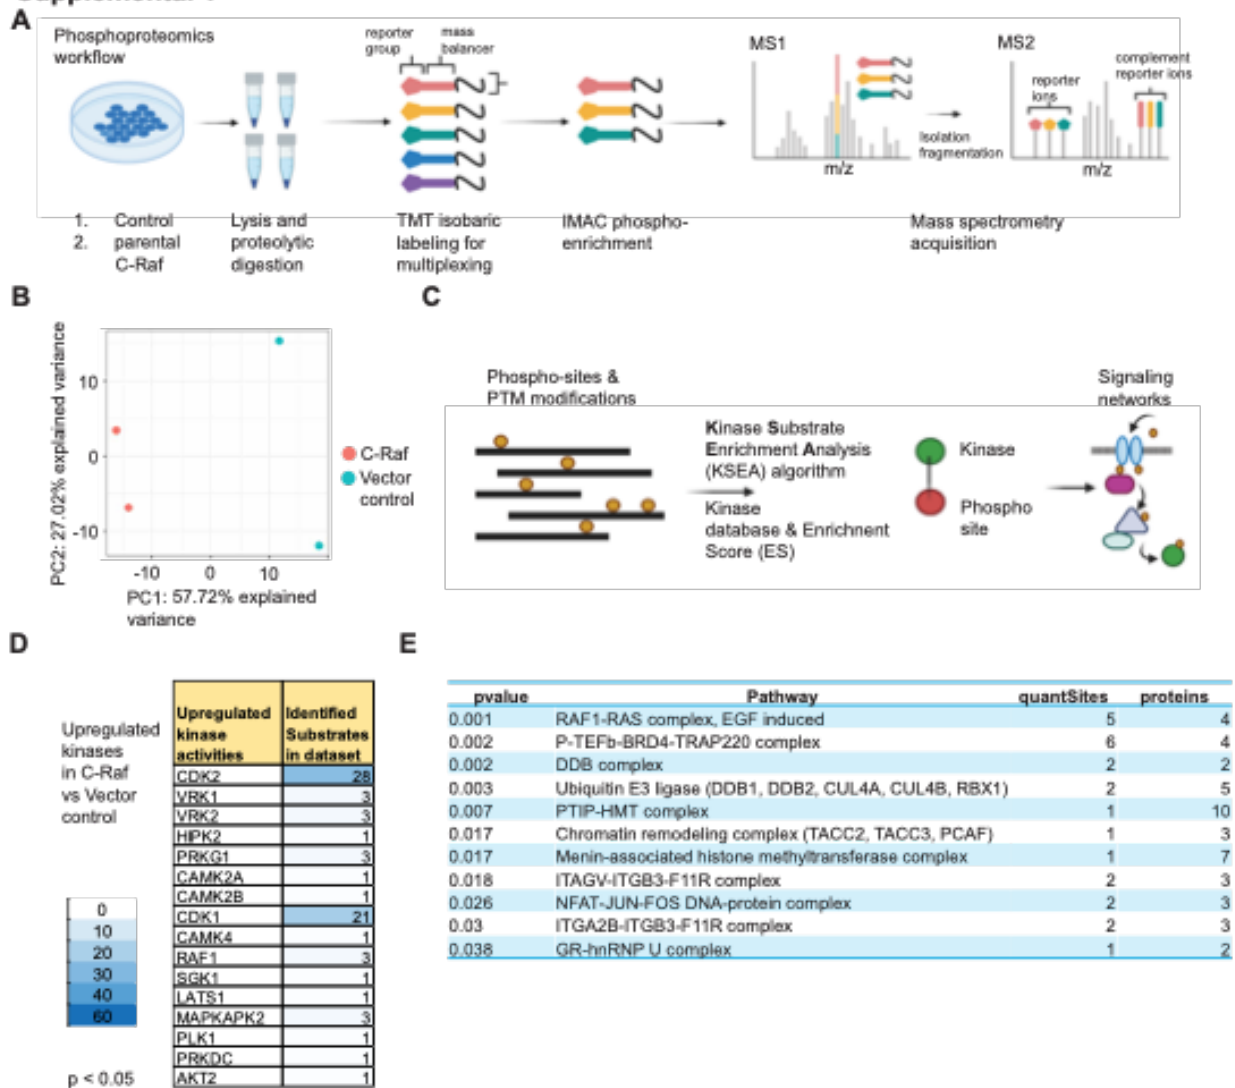 A
Phosphoproteomics
workflow
reporter
group
mass
balancer
MS1
m/z
Isolation
fragmentation
MS2
reporter
ions
complement
reporter ions
m/z
1. Control
2. parental
C-Raf
Lysis and
proteolytic
digestion
TMT isobaric
labeling for
multiplexing
IMAC phospho-
enrichment
Mass spectrometry
acquisition
B
PC2: 27.02% explained variance
10
0
-10
-10 0 10
PC1: 57.72% explained
variance
C-Raf
Vector
control
C
Phospho-sites &
PTM modifications
Kinase Substrate
Enrichment Analysis
(KSEA) algorithm
Kinase
database & Enrichnent
Score (ES)
Kinase
Phospho
site
Signaling
networks
D
Upregulated
kinases
in C-Raf
vs Vector
control
0
10
20
30
40
60
p < 0.05
Upregulated
kinase
activities
Identified
Substrates
in dataset
CDK2 28
VRK1 3
VRK2 3
HIPK2 1
PRKG1 3
CAMK2A 1
CAMK2B 1
CDK1 21
CAMK4 1
RAF1 3
SGK1 1
LATS1 1
MAPKAPK2 3
PLK1 1
PRKDC 1
AKT2 1
E
pvalue Pathway quantSites proteins
0.001 RAF1-RAS complex, EGF induced 5 4
0.002 P-TEFb-BRD4-TRAP220 complex 6 4
0.002 DDB complex 2 2
0.003 Ubiquitin E3 ligase (DDB1, DDB2, CUL4A, CUL4B, RBX1) 2 5
0.007 PTIP-HMT complex 1 10
0.017 Chromatin remodeling complex (TACC2, TACC3, PCAF) 1 3
0.017 Menin-associated histone methyltransferase complex 1 7
0.018 ITAGV-ITGB3-F11R complex 2 3
0.026 NFAT-JUN-FOS DNA-protein complex 2 3
0.03 ITGA2B-ITGB3-F11R complex 2 3
0.038 GR-hnRNP U complex 1 2